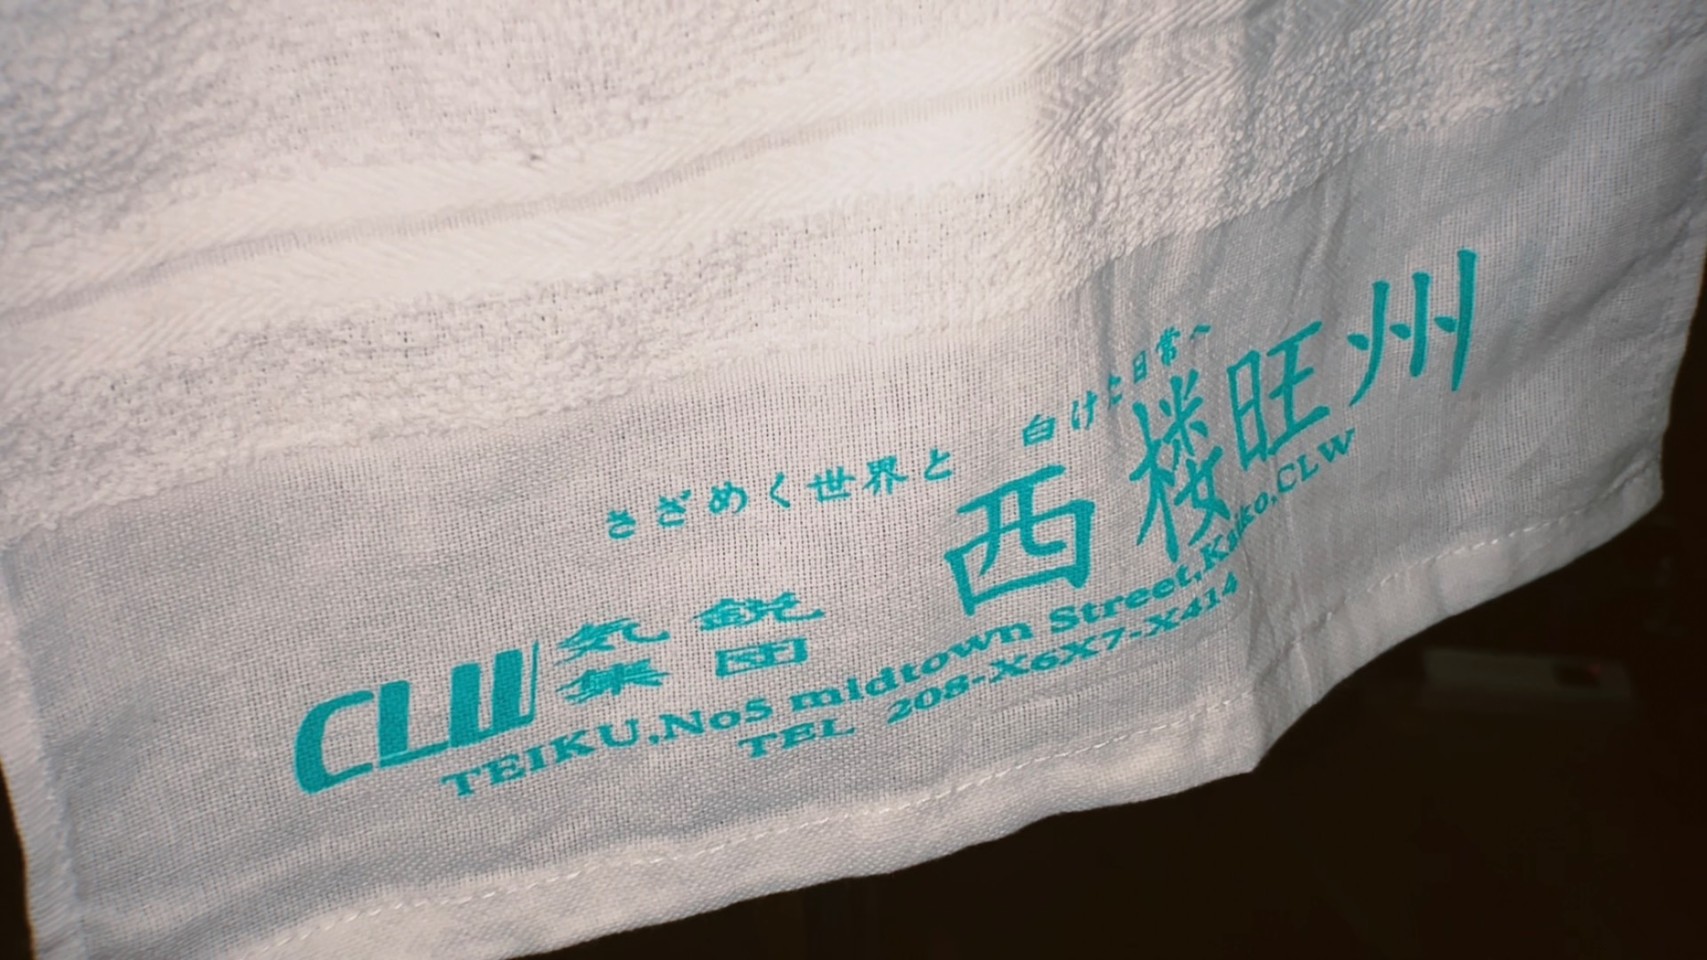 さざめく世界と 白けた日常へ
西楼旺州
CLW 気鋭集団
TEIKU,No5 midtown Street,Kaiko,CLW
TEL 208-X6X7-X414